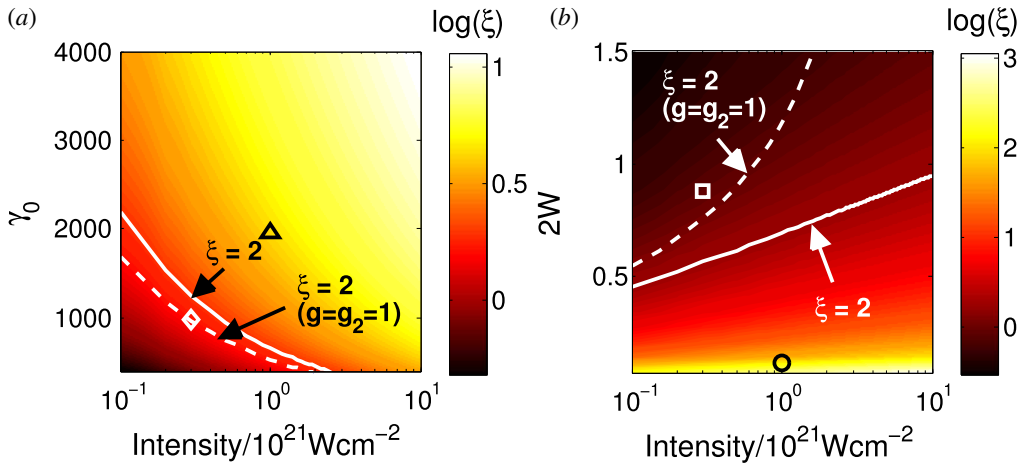 (a)
log(ξ)
4000
3000
2000
1000
γ₀
1
0.5
0
ξ = 2
ξ = 2
(g=g₂=1)
10⁻¹
10⁰
10¹
Intensity/10²¹Wcm⁻²
(b)
log(ξ)
1.5
1
0.5
2W
3
2
1
0
ξ = 2
(g=g₂=1)
ξ = 2
10⁻¹
10⁰
10¹
Intensity/10²¹Wcm⁻²